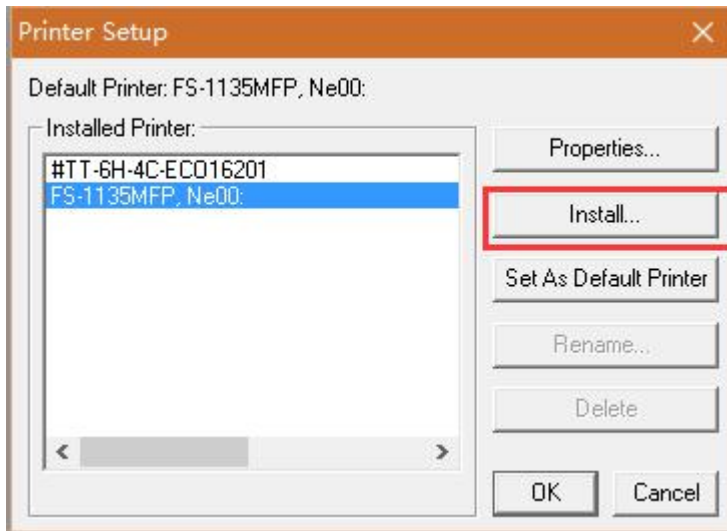 Printer Setup
Default Printer: FS-1135MFP, Ne00:
Installed Printer:
#TT-6H-4C-ECO16201
FS-1135MFP, Ne00:
Properties...
Install...
Set As Default Printer
Rename...
Delete
OK
Cancel